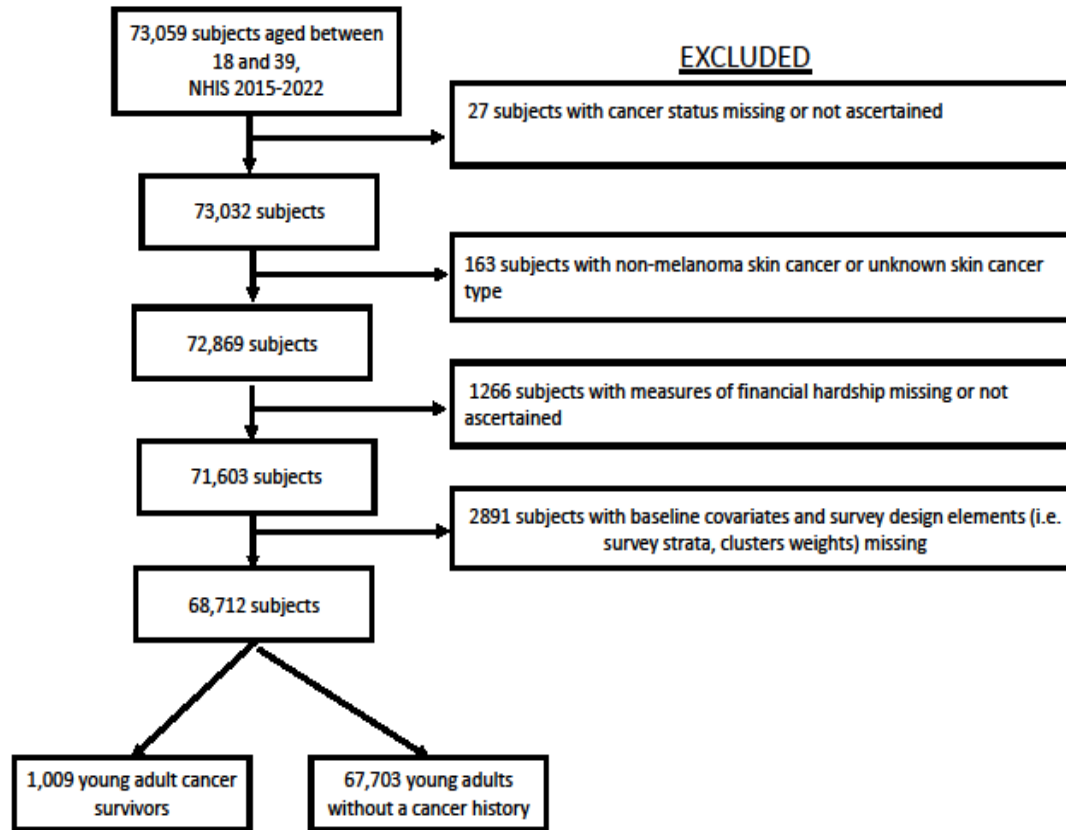 73,059 subjects aged between
18 and 39,
NHIS 2015-2022
EXCLUDED
27 subjects with cancer status missing or not ascertained
73,032 subjects
163 subjects with non-melanoma skin cancer or unknown skin cancer
type
72,869 subjects
1266 subjects with measures of financial hardship missing or not
ascertained
71,603 subjects
2891 subjects with baseline covariates and survey design elements (i.e.
survey strata, clusters weights) missing
68,712 subjects
1,009 young adult cancer
survivors
67,703 young adults
without a cancer history